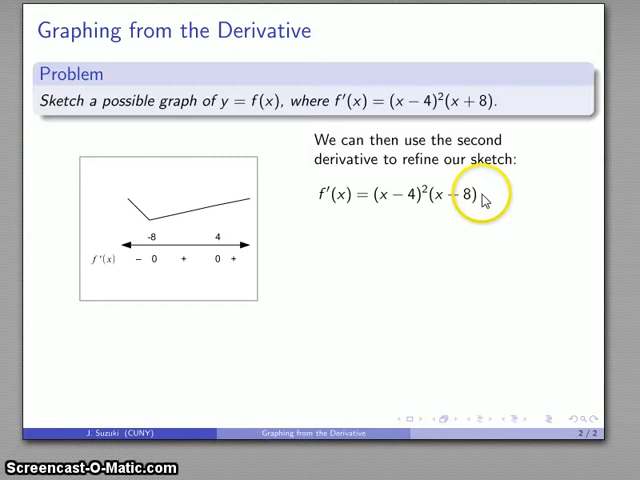 Graphing from the Derivative
Problem
Sketch a possible graph of y = f(x), where f′(x) = (x − 4)²(x + 8).
We can then use the second
derivative to refine our sketch:
f′(x) = (x − 4)²(x + 8)
-8 4
f ′(x) − 0 + 0 +
J. Suzuki (CUNY) Graphing from the Derivative 2 / 2
Screencast-O-Matic.com